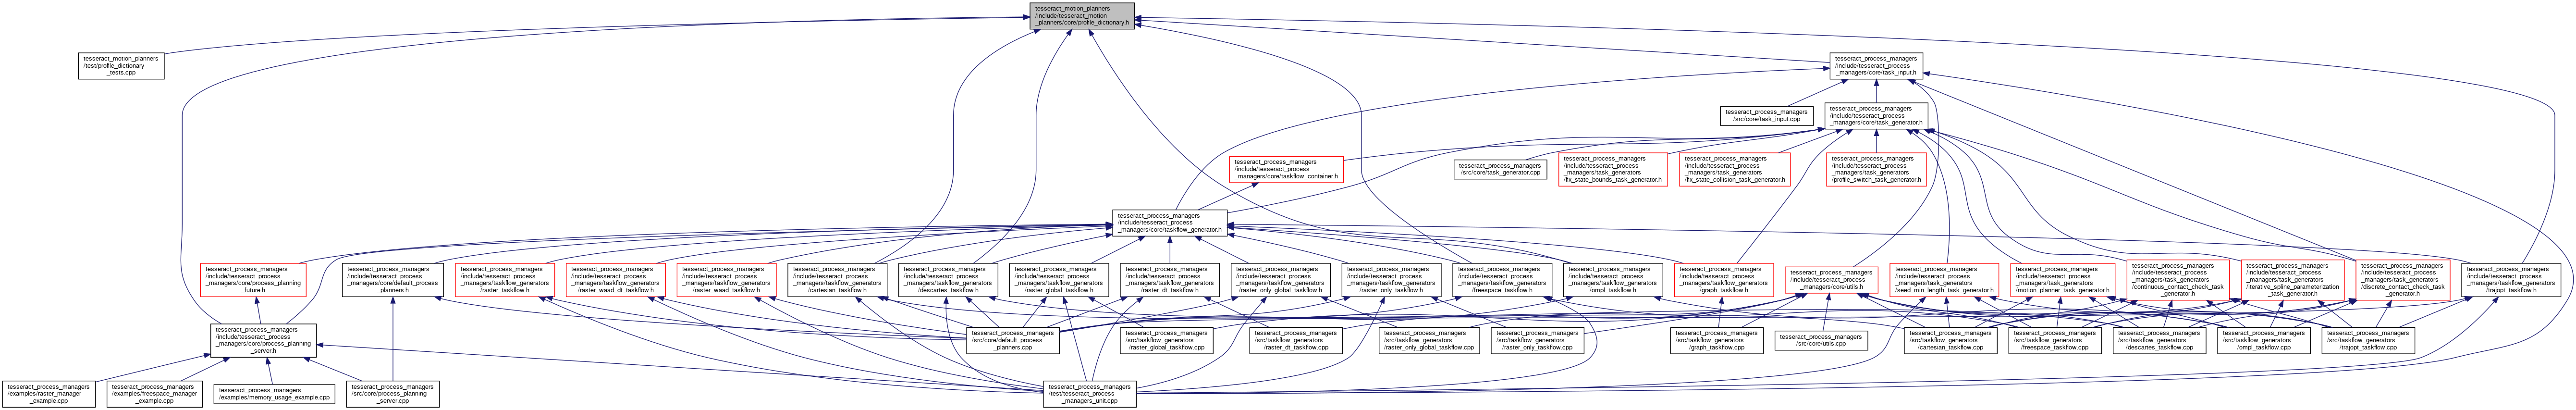 tesseract_motion_planners
/include/tesseract_motion
_planners/core/profile_dictionary.h
tesseract_motion_planners
/test/profile_dictionary
_tests.cpp
tesseract_process_managers
/include/tesseract_process
_managers/core/task_input.h
tesseract_process_managers
/src/core/task_input.cpp
tesseract_process_managers
/include/tesseract_process
_managers/core/task_generator.h
tesseract_process_managers
/include/tesseract_process
_managers/core/taskflow_container.h
tesseract_process_managers
/src/core/task_generator.cpp
tesseract_process_managers
/include/tesseract_process
_managers/task_generators
/fix_state_bounds_task_generator.h
tesseract_process_managers
/include/tesseract_process
_managers/task_generators
/fix_state_collision_task_generator.h
tesseract_process_managers
/include/tesseract_process
_managers/task_generators
/profile_switch_task_generator.h
tesseract_process_managers
/include/tesseract_process
_managers/core/taskflow_generator.h
tesseract_process_managers
/include/tesseract_process
_managers/core/process_planning
_future.h
tesseract_process_managers
/include/tesseract_process
_managers/core/default_process
_planners.h
tesseract_process_managers
/include/tesseract_process
_managers/taskflow_generators
/raster_taskflow.h
tesseract_process_managers
/include/tesseract_process
_managers/taskflow_generators
/raster_waad_dt_taskflow.h
tesseract_process_managers
/include/tesseract_process
_managers/taskflow_generators
/raster_waad_taskflow.h
tesseract_process_managers
/include/tesseract_process
_managers/taskflow_generators
/cartesian_taskflow.h
tesseract_process_managers
/include/tesseract_process
_managers/taskflow_generators
/descartes_taskflow.h
tesseract_process_managers
/include/tesseract_process
_managers/taskflow_generators
/raster_global_taskflow.h
tesseract_process_managers
/include/tesseract_process
_managers/taskflow_generators
/raster_dt_taskflow.h
tesseract_process_managers
/include/tesseract_process
_managers/taskflow_generators
/raster_only_global_taskflow.h
tesseract_process_managers
/include/tesseract_process
_managers/taskflow_generators
/raster_only_taskflow.h
tesseract_process_managers
/include/tesseract_process
_managers/taskflow_generators
/freespace_taskflow.h
tesseract_process_managers
/include/tesseract_process
_managers/taskflow_generators
/ompl_taskflow.h
tesseract_process_managers
/include/tesseract_process
_managers/taskflow_generators
/graph_taskflow.h
tesseract_process_managers
/include/tesseract_process
_managers/core/utils.h
tesseract_process_managers
/include/tesseract_process
_managers/task_generators
/seed_min_length_task_generator.h
tesseract_process_managers
/include/tesseract_process
_managers/task_generators
/motion_planner_task_generator.h
tesseract_process_managers
/include/tesseract_process
_managers/task_generators
/continuous_contact_check_task
_generator.h
tesseract_process_managers
/include/tesseract_process
_managers/task_generators
/iterative_spline_parameterization
_task_generator.h
tesseract_process_managers
/include/tesseract_process
_managers/task_generators
/discrete_contact_check_task
_generator.h
tesseract_process_managers
/include/tesseract_process
_managers/taskflow_generators
/trajopt_taskflow.h
tesseract_process_managers
/include/tesseract_process
_managers/core/process_planning
_server.h
tesseract_process_managers
/src/core/default_process
_planners.cpp
tesseract_process_managers
/src/taskflow_generators
/raster_global_taskflow.cpp
tesseract_process_managers
/src/taskflow_generators
/raster_dt_taskflow.cpp
tesseract_process_managers
/src/taskflow_generators
/raster_only_global_taskflow.cpp
tesseract_process_managers
/src/taskflow_generators
/raster_only_taskflow.cpp
tesseract_process_managers
/src/taskflow_generators
/graph_taskflow.cpp
tesseract_process_managers
/src/core/utils.cpp
tesseract_process_managers
/src/taskflow_generators
/cartesian_taskflow.cpp
tesseract_process_managers
/src/taskflow_generators
/freespace_taskflow.cpp
tesseract_process_managers
/src/taskflow_generators
/descartes_taskflow.cpp
tesseract_process_managers
/src/taskflow_generators
/ompl_taskflow.cpp
tesseract_process_managers
/src/taskflow_generators
/trajopt_taskflow.cpp
tesseract_process_managers
/examples/raster_manager
_example.cpp
tesseract_process_managers
/examples/freespace_manager
_example.cpp
tesseract_process_managers
/examples/memory_usage_example.cpp
tesseract_process_managers
/src/core/process_planning
_server.cpp
tesseract_process_managers
/test/tesseract_process
_managers_unit.cpp